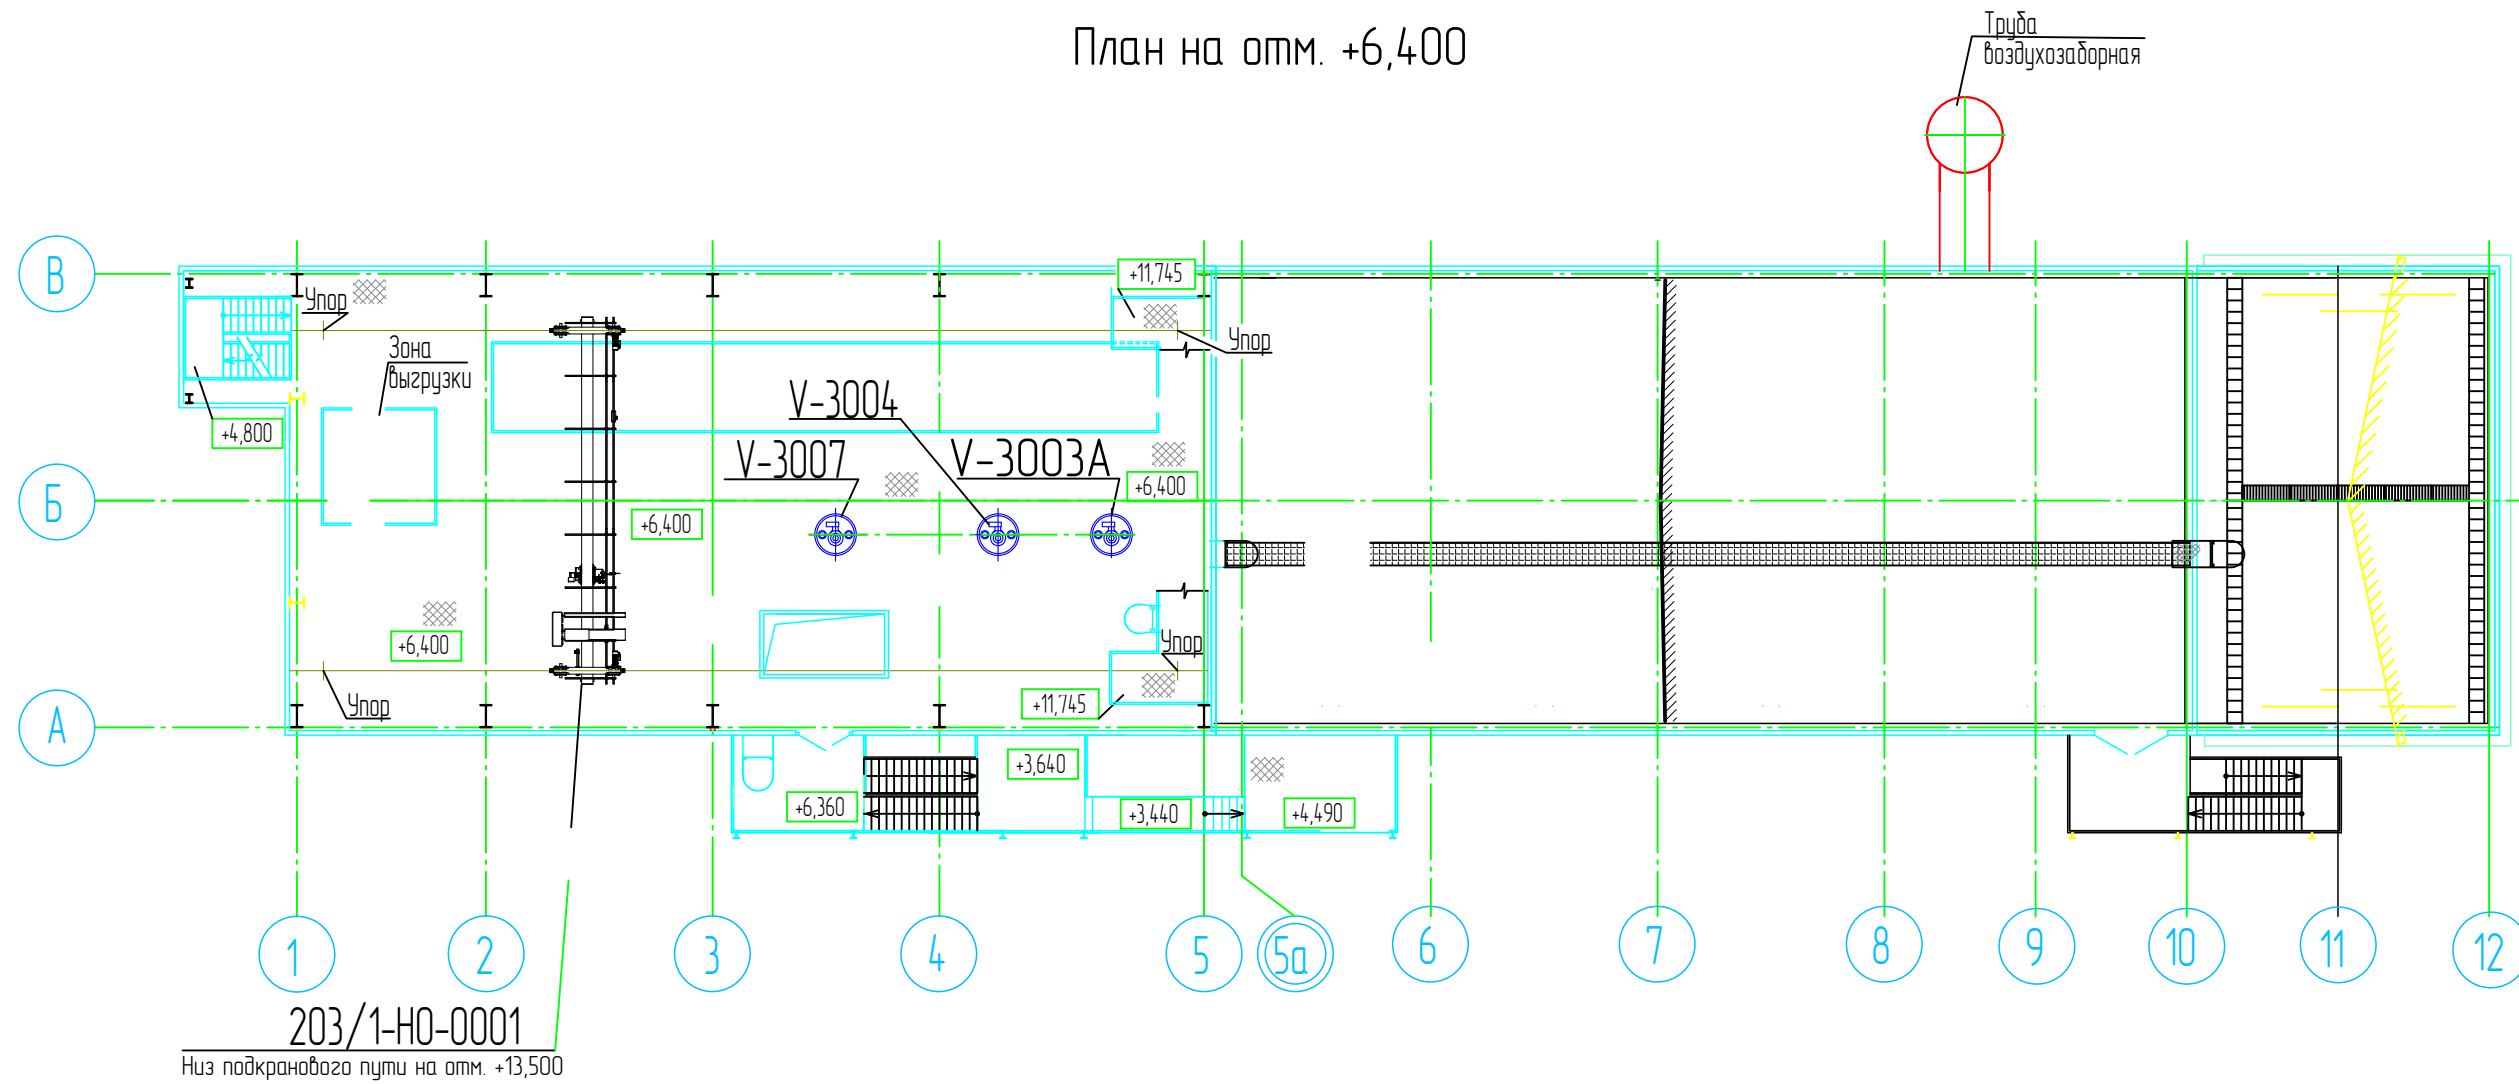 План на отм. +6,400
Труба
воздухозаборная
В
+11,745
Упор
Упор
Зона
выгрузки
V-3004
+4,800
V-3007
V-3003А
+6,400
Б
+6,400
+6,400
Упор
Упор
+11,745
А
+3,640
+6,360
+3,440
+4,490
1
2
3
4
5
5а
6
7
8
9
10
11
12
203/1-НО-0001
Низ подкранового пути на отм. +13,500